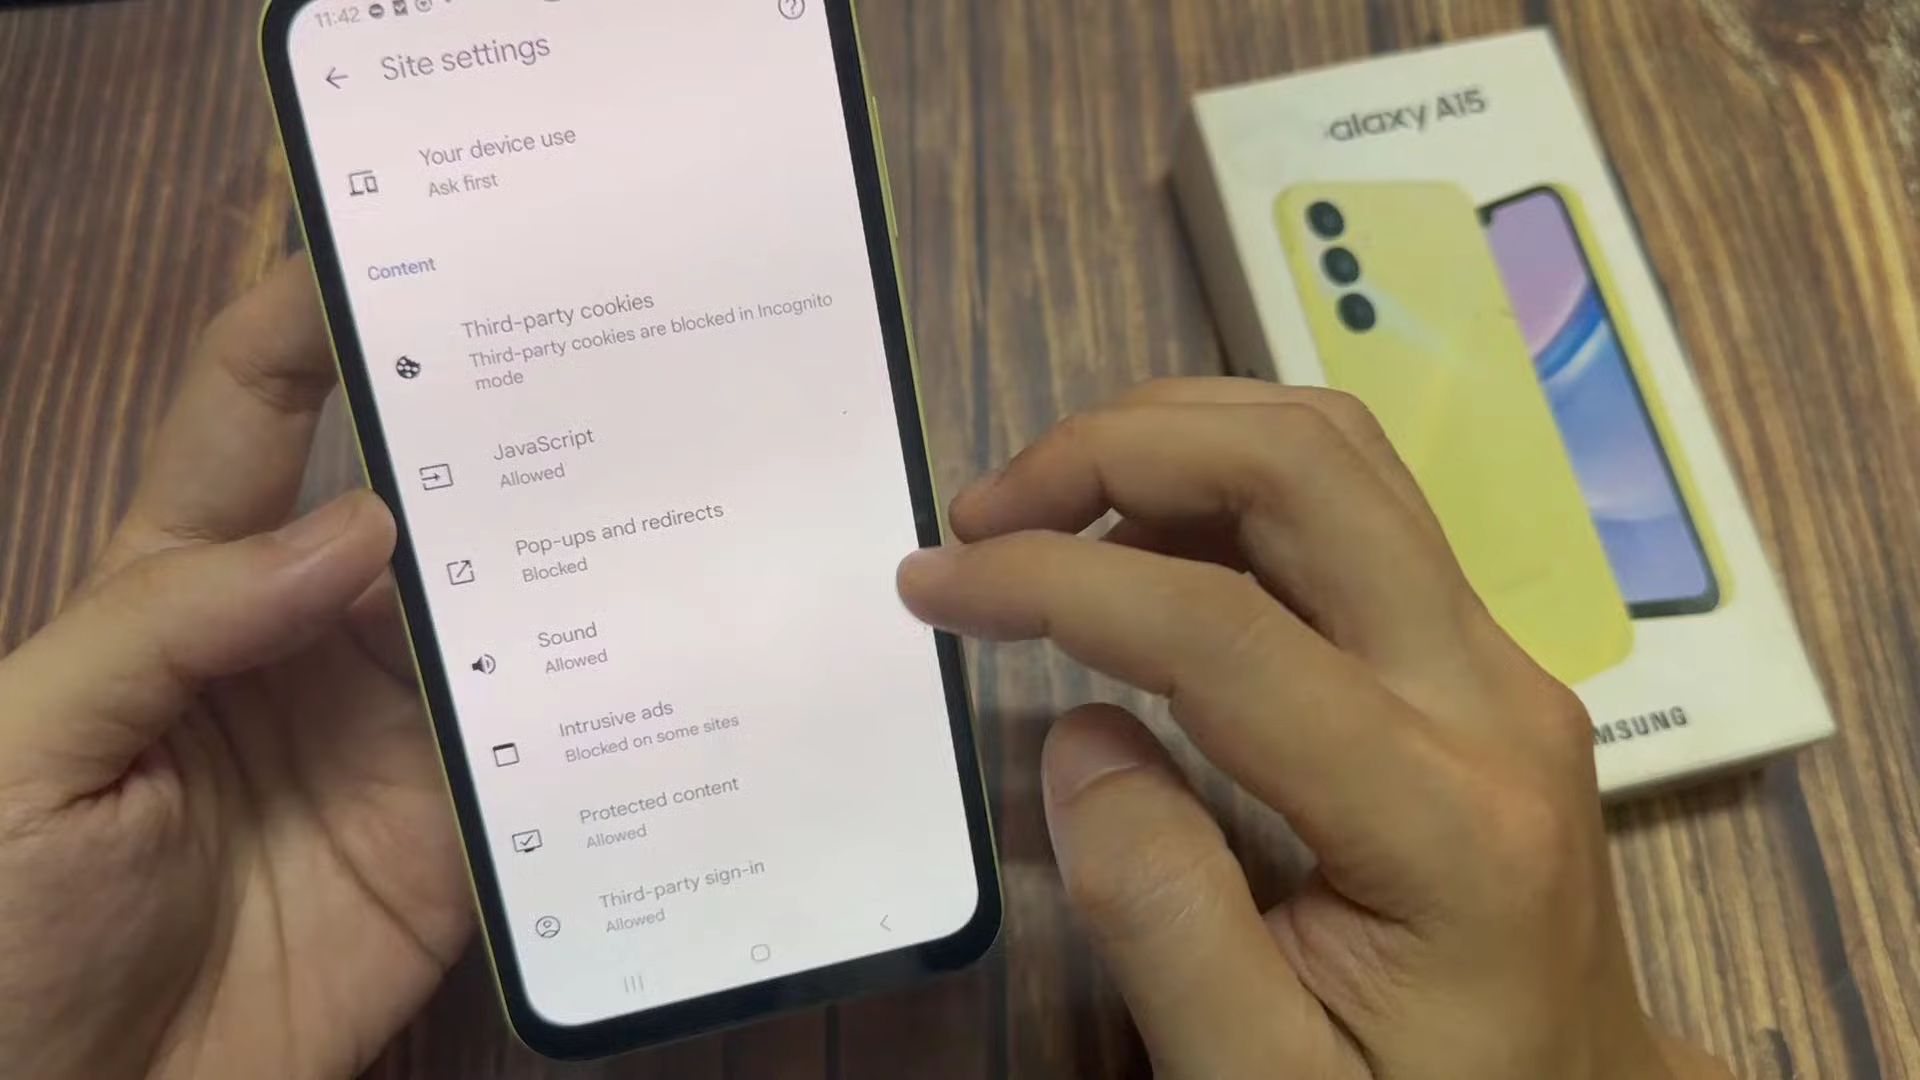 11:42
Site settings
Your device use
Ask first
Content
Third-party cookies
Third-party cookies are blocked in Incognito
mode
JavaScript
Allowed
Pop-ups and redirects
Blocked
Sound
Allowed
Intrusive ads
Blocked on some sites
Protected content
Allowed
Third-party sign-in
Allowed
alaxy A15
MSUNG